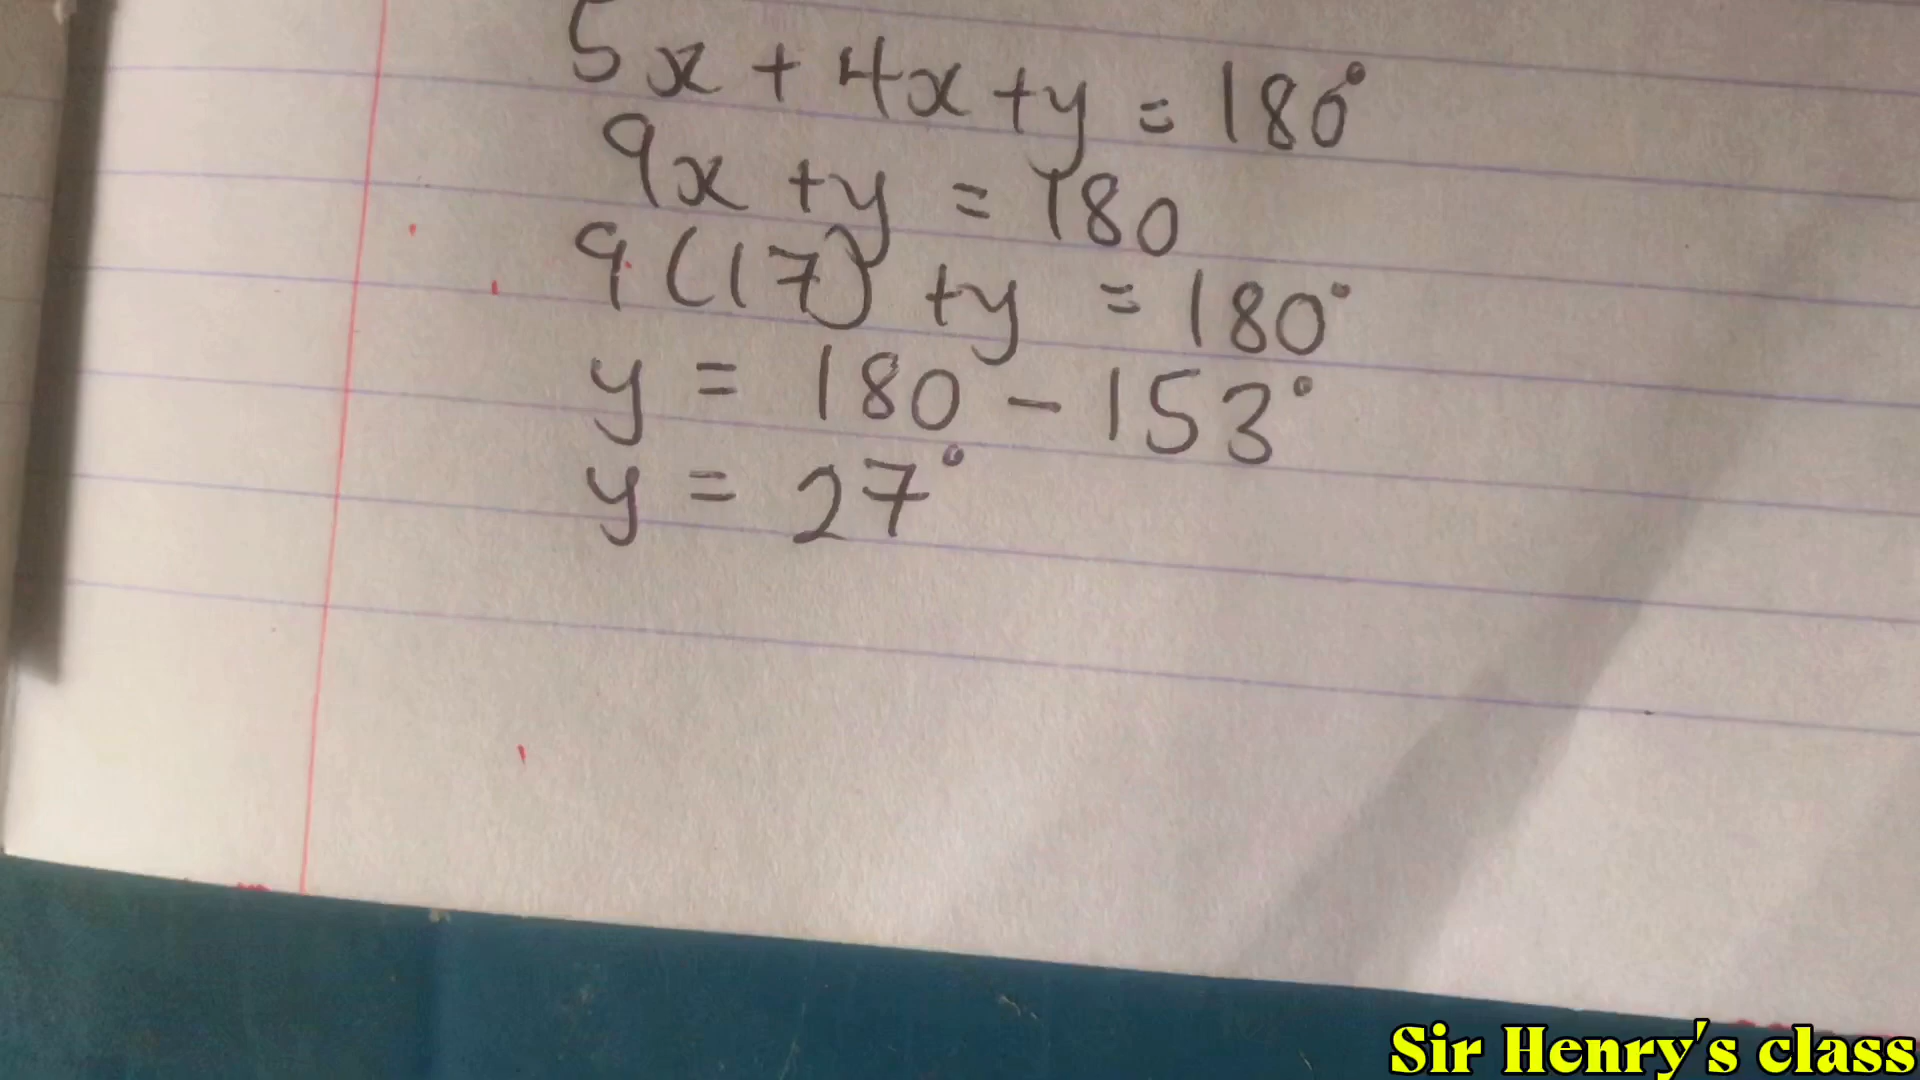 5x + 4x + y = 180°
9x + y = 180
9(17) + y = 180°
y = 180 - 153°
y = 27°
Sir Henry's class